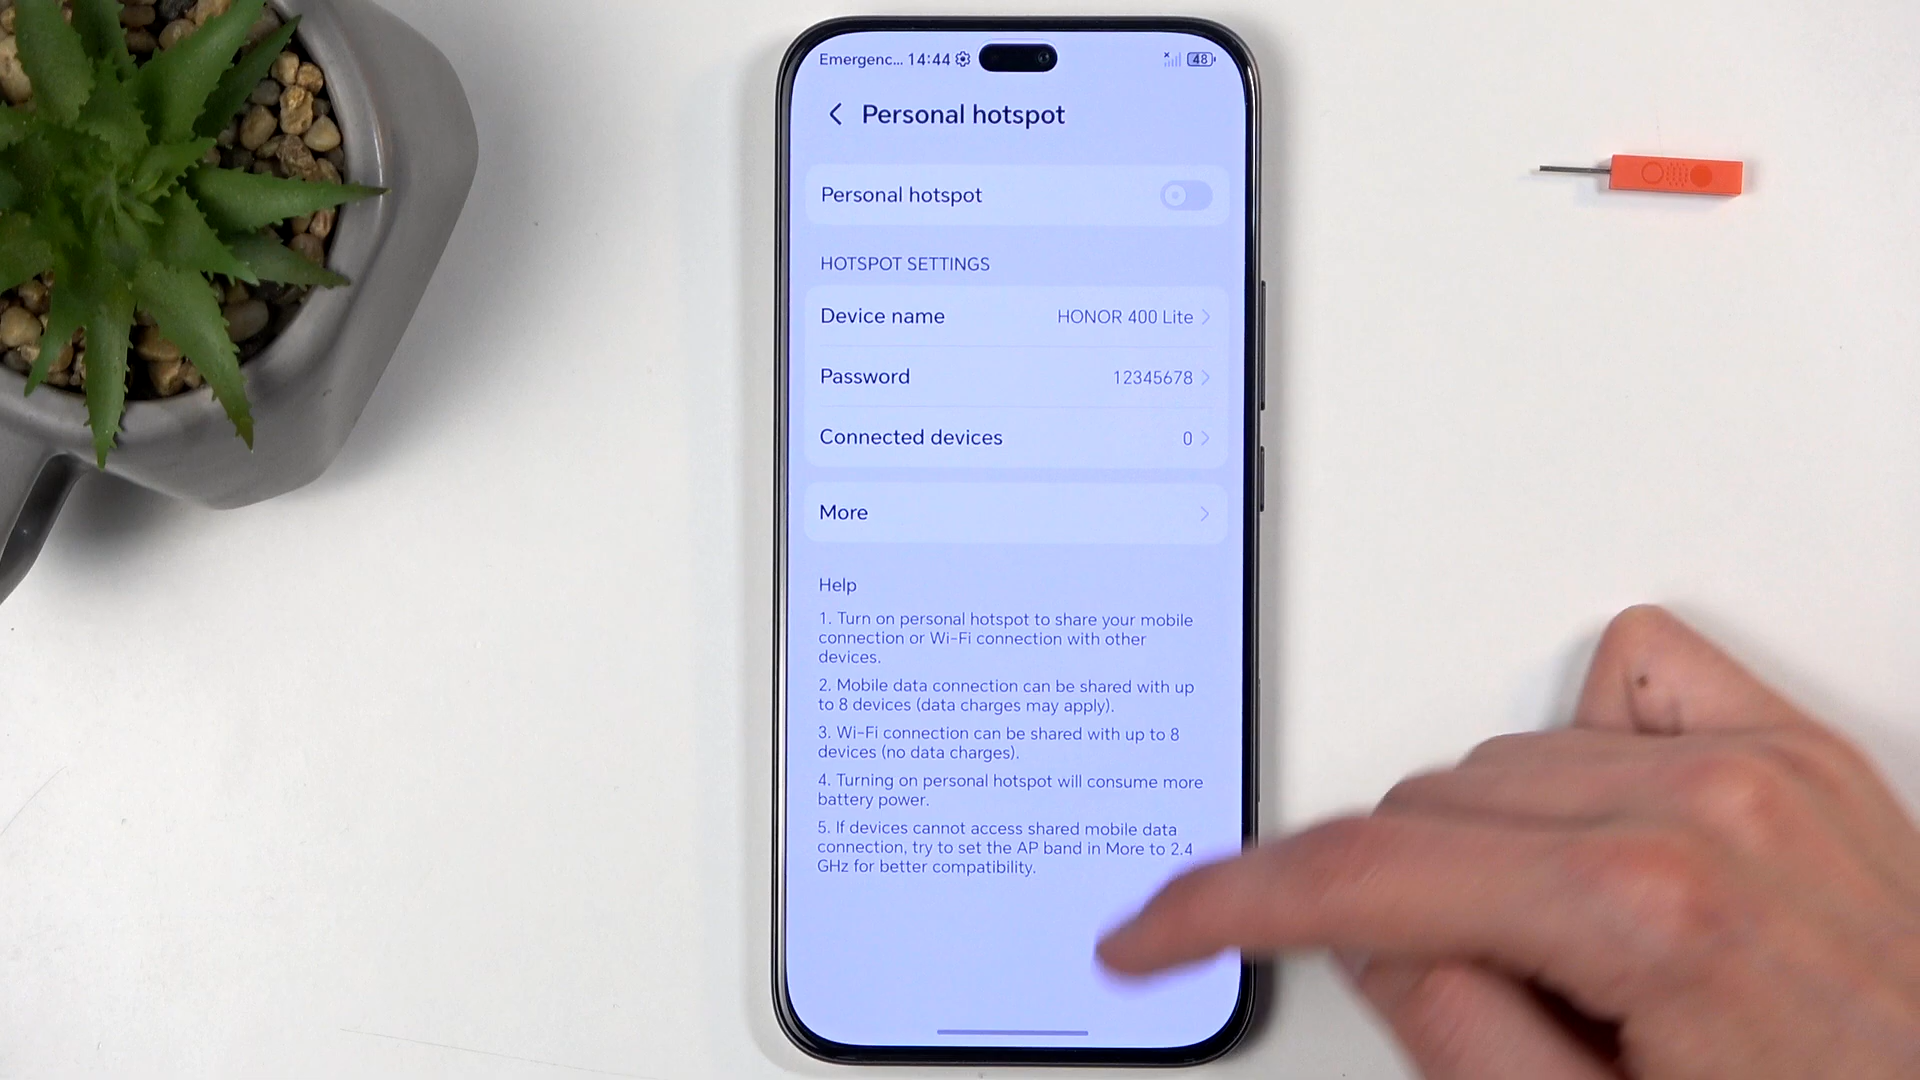 Emergenc... 14:44 48
Personal hotspot
Personal hotspot
HOTSPOT SETTINGS
Device name HONOR 400 Lite
Password 12345678
Connected devices 0
More
Help
1. Turn on personal hotspot to share your mobile
connection or Wi-Fi connection with other
devices.
2. Mobile data connection can be shared with up
to 8 devices (data charges may apply).
3. Wi-Fi connection can be shared with up to 8
devices (no data charges).
4. Turning on personal hotspot will consume more
battery power.
5. If devices cannot access shared mobile data
connection, try to set the AP band in More to 2.4
GHz for better compatibility.